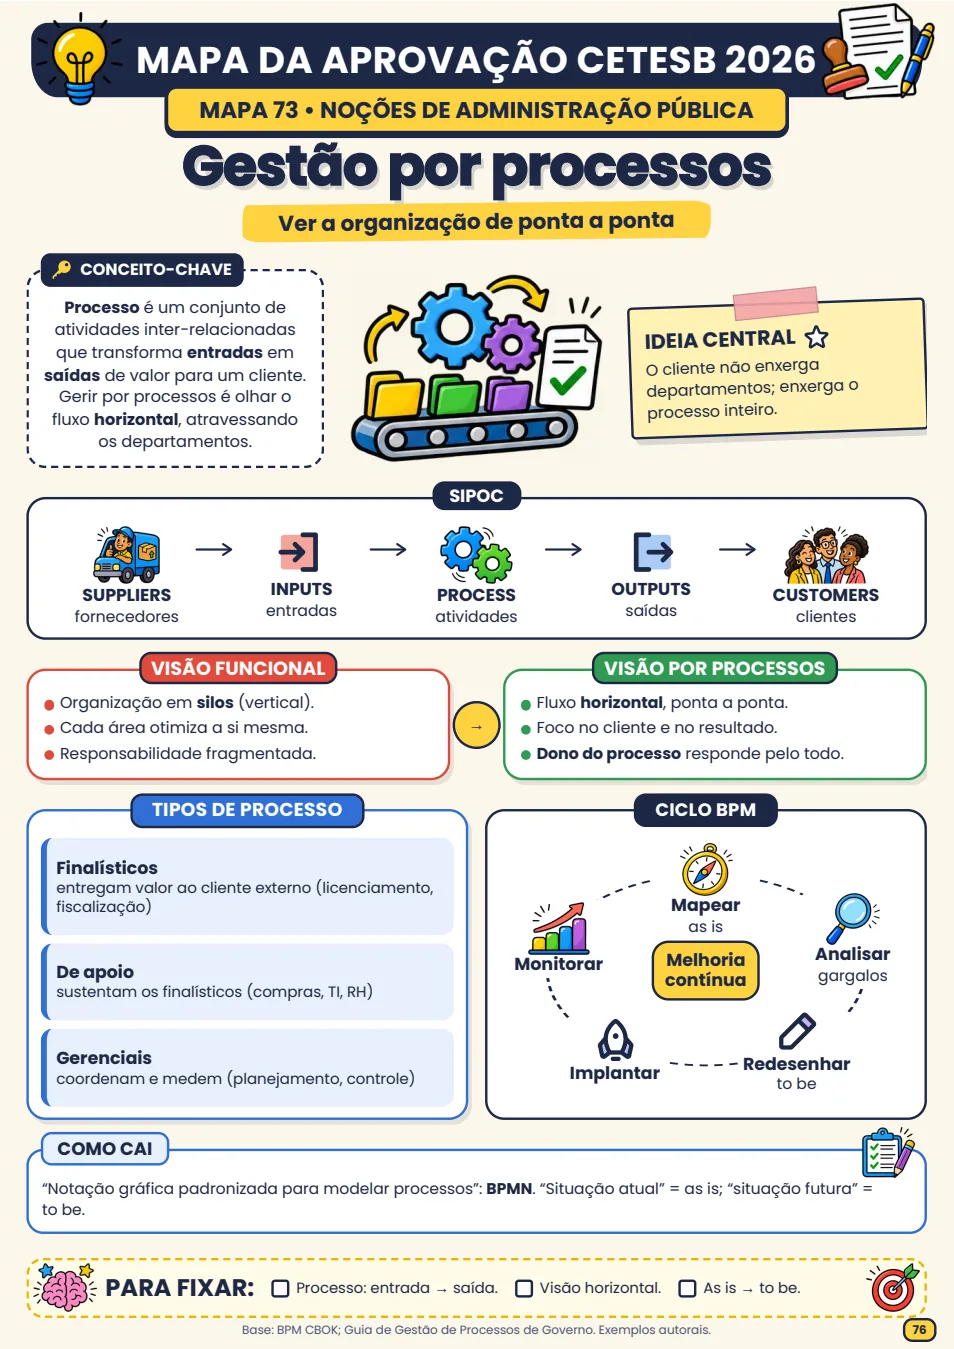 MAPA DA APROVAÇÃO CETESB 2026
MAPA 73 • NOÇÕES DE ADMINISTRAÇÃO PÚBLICA
Gestão por processos
Ver a organização de ponta a ponta
CONCEITO-CHAVE
Processo é um conjunto de
atividades inter-relacionadas
que transforma entradas em
saídas de valor para um cliente.
Gerir por processos é olhar o
fluxo horizontal, atravessando
os departamentos.
IDEIA CENTRAL
O cliente não enxerga
departamentos; enxerga o
processo inteiro.
SIPOC
SUPPLIERS
fornecedores
INPUTS
entradas
PROCESS
atividades
OUTPUTS
saídas
CUSTOMERS
clientes
VISÃO FUNCIONAL
Organização em silos (vertical).
Cada área otimiza a si mesma.
Responsabilidade fragmentada.
→
VISÃO POR PROCESSOS
Fluxo horizontal, ponta a ponta.
Foco no cliente e no resultado.
Dono do processo responde pelo todo.
TIPOS DE PROCESSO
Finalísticos
entregam valor ao cliente externo (licenciamento,
fiscalização)
De apoio
sustentam os finalísticos (compras, TI, RH)
Gerenciais
coordenam e medem (planejamento, controle)
CICLO BPM
Mapear
as is
Analisar
gargalos
Redesenhar
to be
Implantar
Monitorar
Melhoria
contínua
COMO CAI
“Notação gráfica padronizada para modelar processos”: BPMN. “Situação atual” = as is; “situação futura” =
to be.
PARA FIXAR:
Processo: entrada → saída.
Visão horizontal.
As is → to be.
Base: BPM CBOK; Guia de Gestão de Processos de Governo. Exemplos autorais.
76